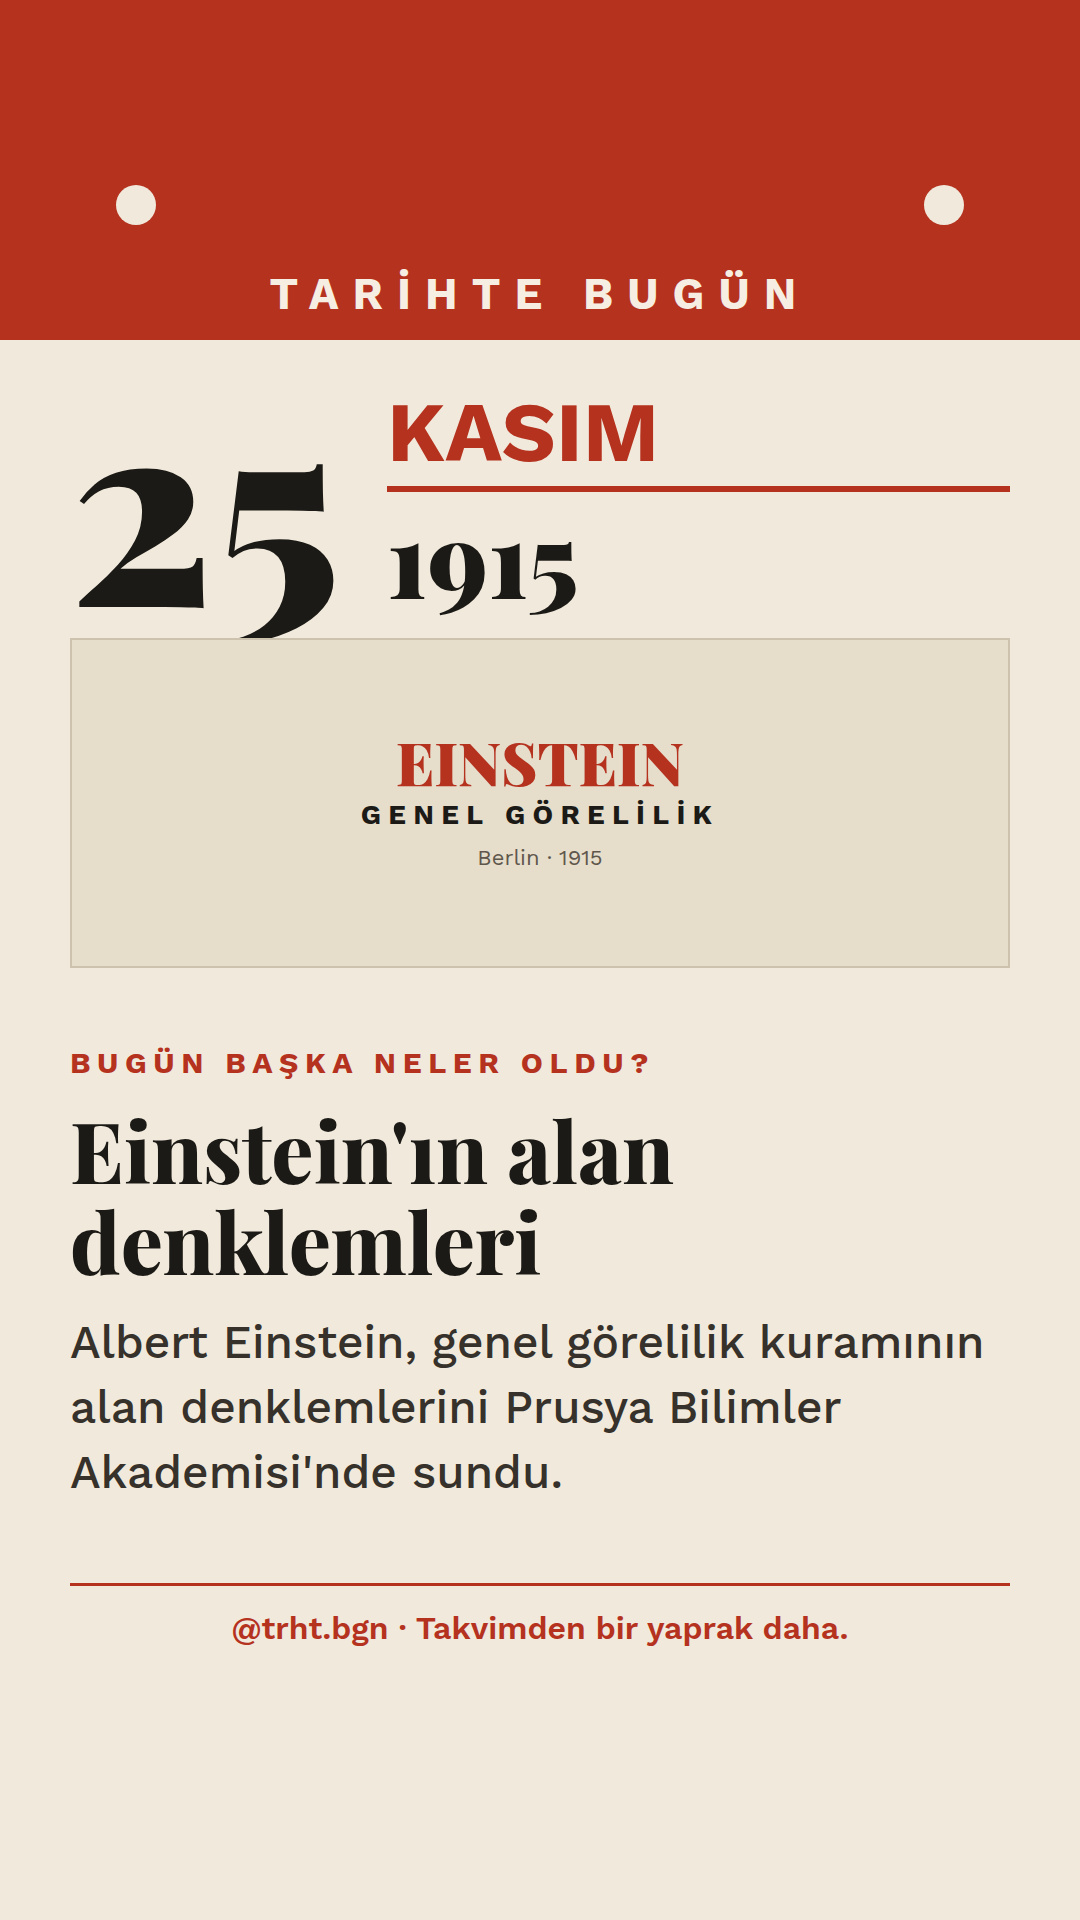 TARİHTE BUGÜN
25
KASIM
1915
EINSTEIN
GENEL GÖRELİLİK
Berlin · 1915
BUGÜN BAŞKA NELER OLDU?
Einstein'ın alan
denklemleri
Albert Einstein, genel görelilik kuramının
alan denklemlerini Prusya Bilimler
Akademisi'nde sundu.
@trht.bgn · Takvimden bir yaprak daha.